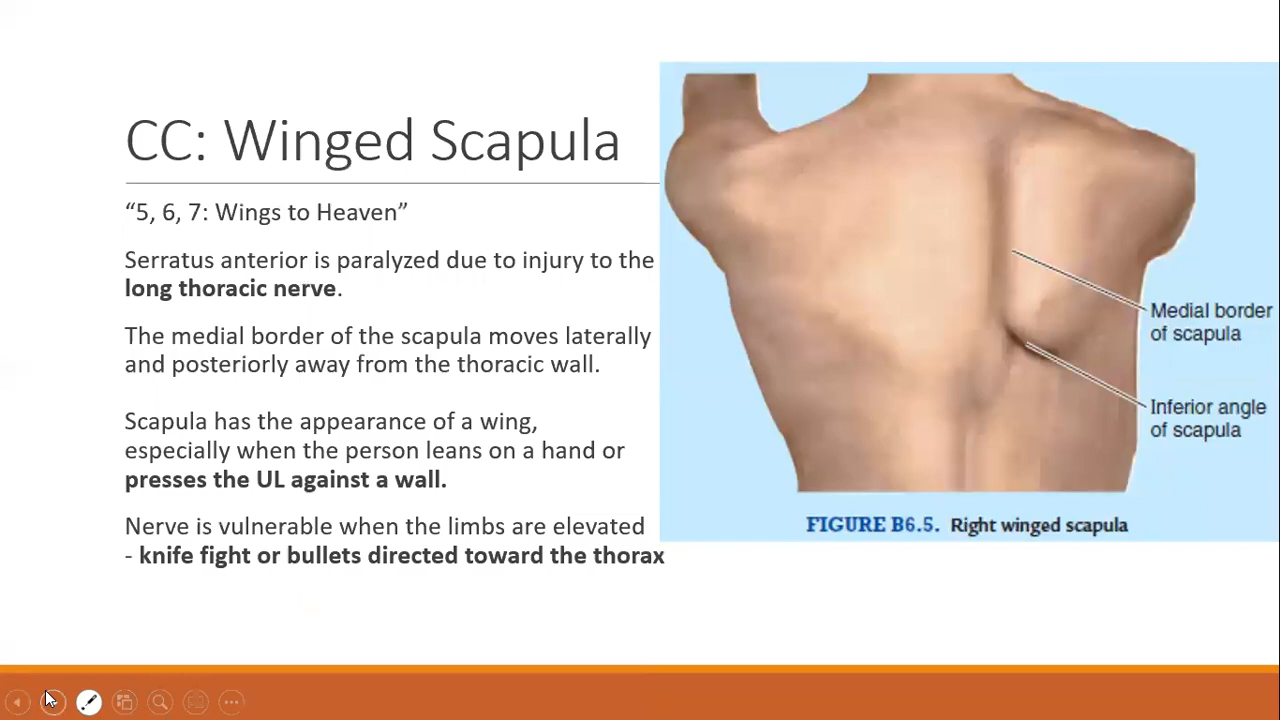 CC: Winged Scapula
“5, 6, 7: Wings to Heaven”
Serratus anterior is paralyzed due to injury to the
long thoracic nerve.
The medial border of the scapula moves laterally
and posteriorly away from the thoracic wall.
Scapula has the appearance of a wing,
especially when the person leans on a hand or
presses the UL against a wall.
Nerve is vulnerable when the limbs are elevated
- knife fight or bullets directed toward the thorax
Medial border
of scapula
Inferior angle
of scapula
FIGURE B6.5. Right winged scapula